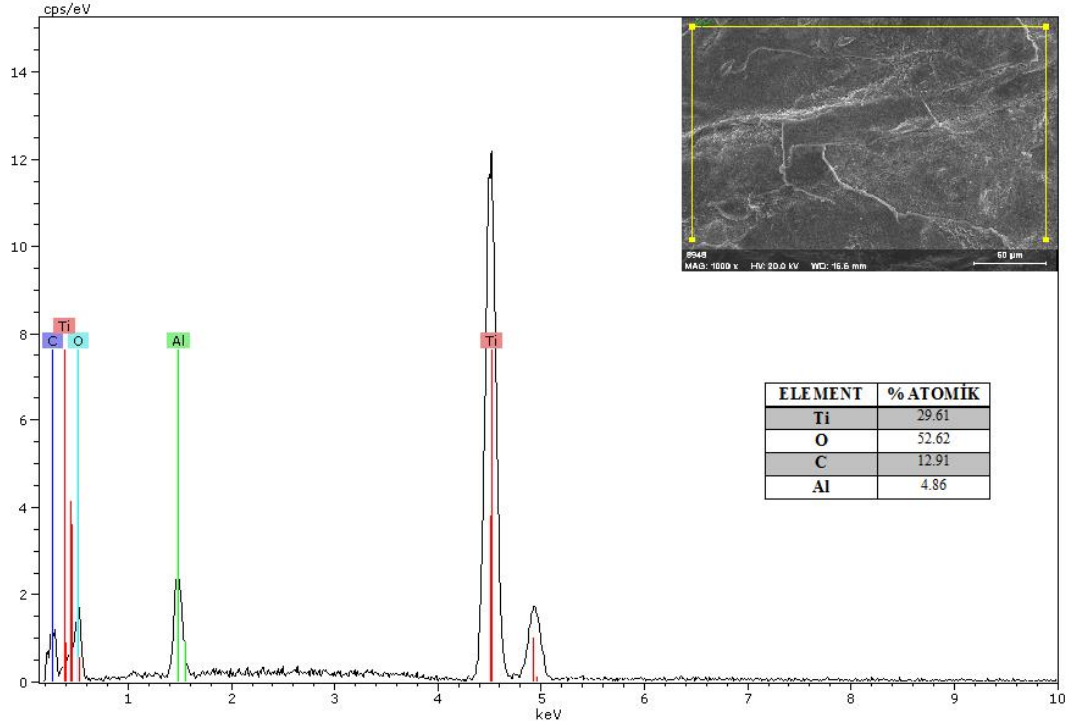 cps/eV
14
12
10
8
6
4
2
0
C Ti O Al Ti
1 2 3 4 5 6 7 8 9 10
keV
8948
MAG: 1000 x HV: 20.0 kV WD: 16.6 mm
60 µm
ELEMENT % ATOMİK
Ti 29.61
O 52.62
C 12.91
Al 4.86